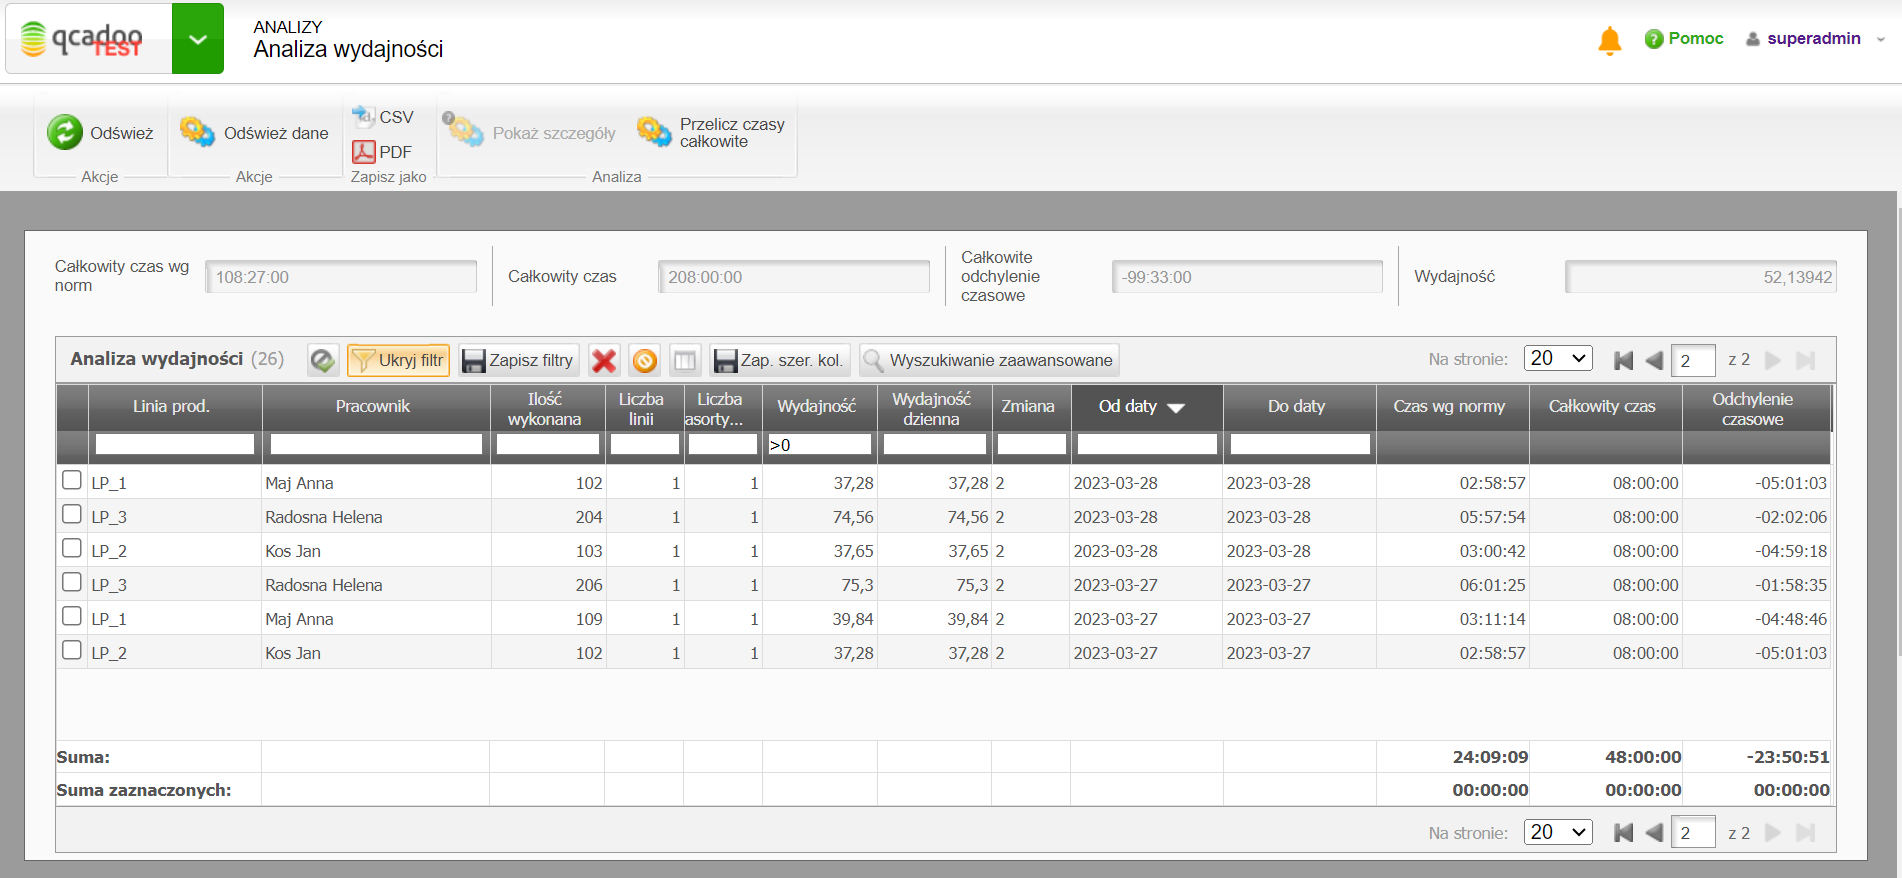 qcadoo
TEST
ANALIZY
Analiza wydajności
Pomoc
superadmin
Odśwież
Akcje
Odśwież dane
Akcje
CSV
PDF
Zapisz jako
Pokaż szczegóły
Przelicz czasy
całkowite
Analiza
Całkowity czas wg
norm
108:27:00
Całkowity czas
208:00:00
Całkowite
odchylenie
czasowe
-99:33:00
Wydajność
52,13942
Analiza wydajności (26) Ukryj filtr Zapisz filtry Zap. szer. kol. Wyszukiwanie zaawansowane Na stronie: 20 2 z 2
Linia prod. Pracownik Ilość wykonana Liczba linii Liczba asorty... Wydajność Wydajność dzienna Zmiana Od daty Do daty Czas wg normy Całkowity czas Odchylenie czasowe
>0
LP_1 Maj Anna 102 1 1 37,28 37,28 2 2023-03-28 2023-03-28 02:58:57 08:00:00 -05:01:03
LP_3 Radosna Helena 204 1 1 74,56 74,56 2 2023-03-28 2023-03-28 05:57:54 08:00:00 -02:02:06
LP_2 Kos Jan 103 1 1 37,65 37,65 2 2023-03-28 2023-03-28 03:00:42 08:00:00 -04:59:18
LP_3 Radosna Helena 206 1 1 75,3 75,3 2 2023-03-27 2023-03-27 06:01:25 08:00:00 -01:58:35
LP_1 Maj Anna 109 1 1 39,84 39,84 2 2023-03-27 2023-03-27 03:11:14 08:00:00 -04:48:46
LP_2 Kos Jan 102 1 1 37,28 37,28 2 2023-03-27 2023-03-27 02:58:57 08:00:00 -05:01:03
Suma: 24:09:09 48:00:00 -23:50:51
Suma zaznaczonych: 00:00:00 00:00:00 00:00:00
Na stronie: 20 2 z 2